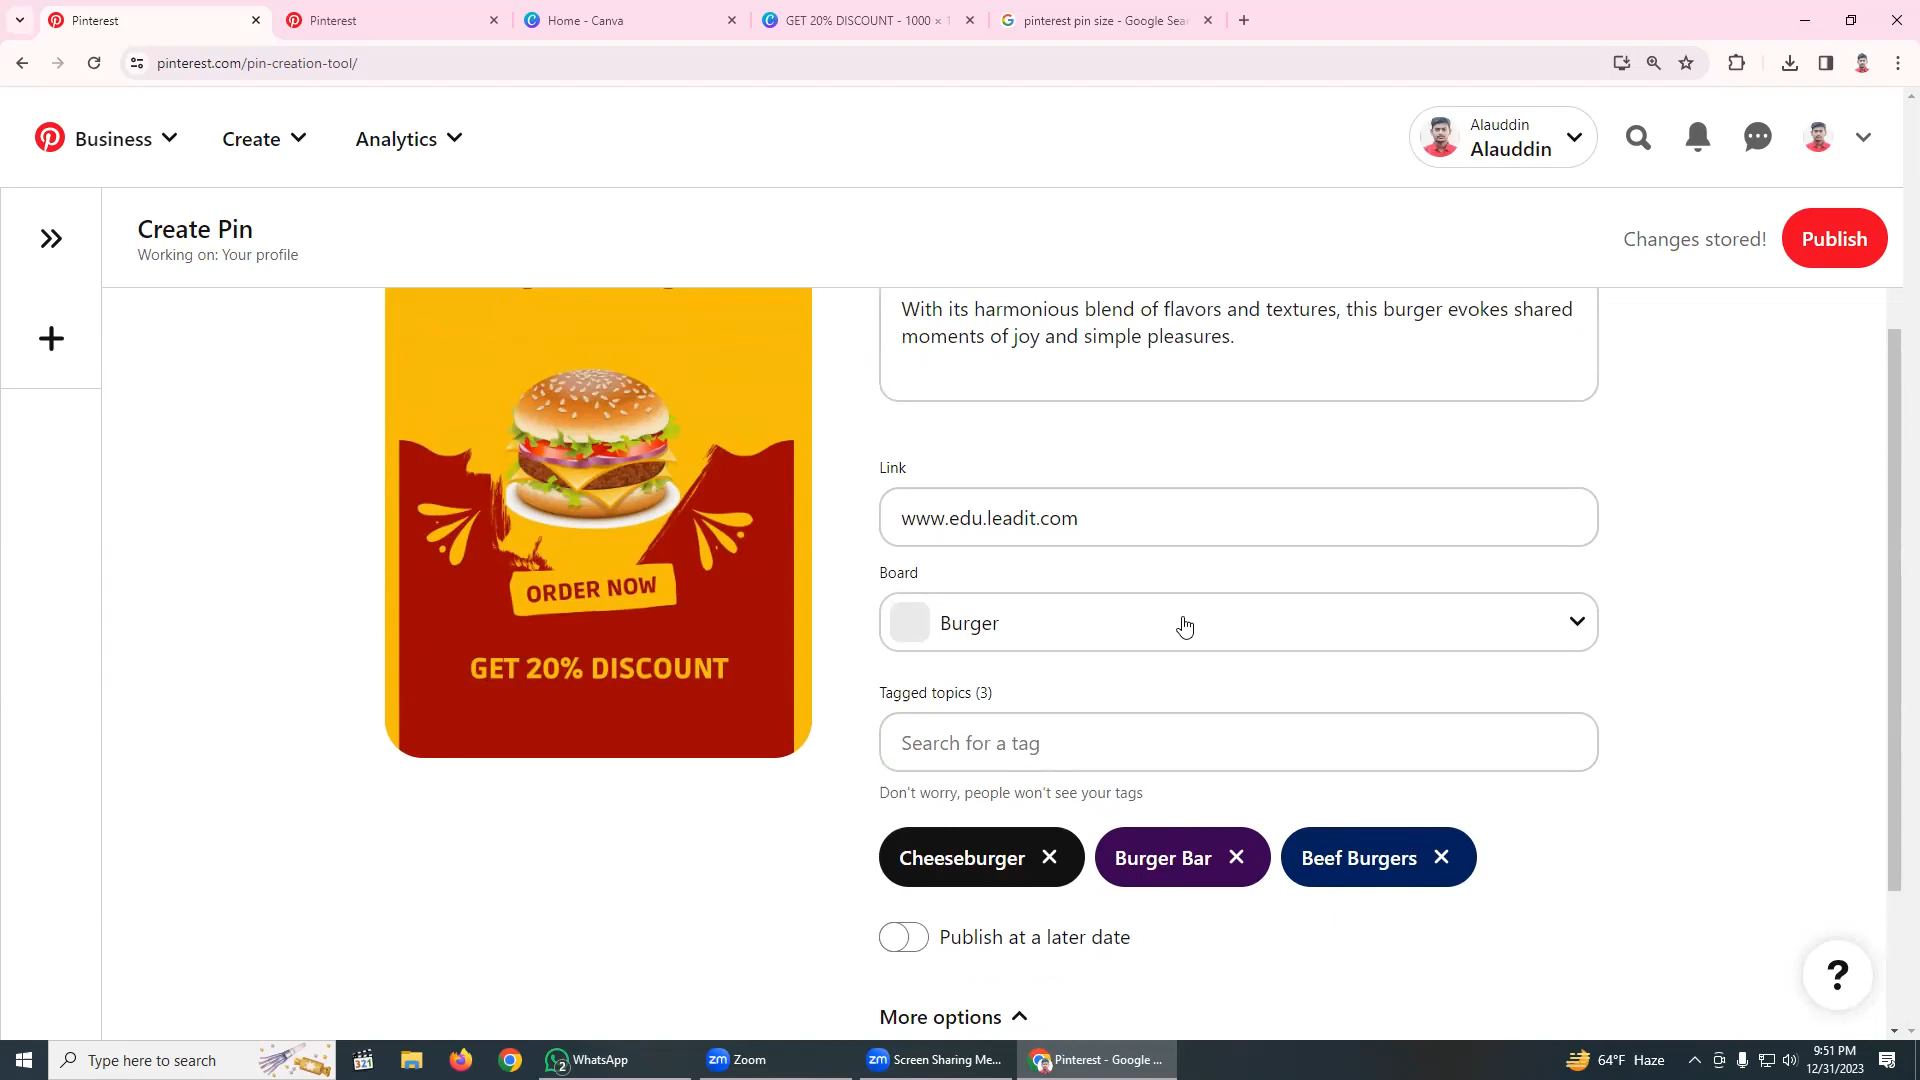 Pinterest
Pinterest
Home - Canva
GET 20% DISCOUNT - 1000 ×
pinterest pin size - Google Sea
pinterest.com/pin-creation-tool/
Business
Create
Analytics
Alauddin
Alauddin
Create Pin
Working on: Your profile
Changes stored!
Publish
With its harmonious blend of flavors and textures, this burger evokes shared
moments of joy and simple pleasures.
ORDER NOW
GET 20% DISCOUNT
Link
www.edu.leadit.com
Board
Burger
Tagged topics (3)
Search for a tag
Don't worry, people won't see your tags
Cheeseburger
Burger Bar
Beef Burgers
Publish at a later date
More options
?
Type here to search
321
2
WhatsApp
zm
Zoom
zm
Screen Sharing Me...
Pinterest - Google ...
64°F Haze
9:51 PM
12/31/2023